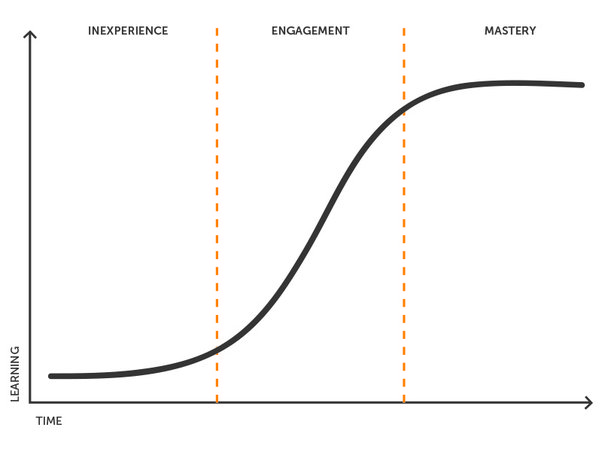 INEXPERIENCE
ENGAGEMENT
MASTERY
LEARNING
TIME